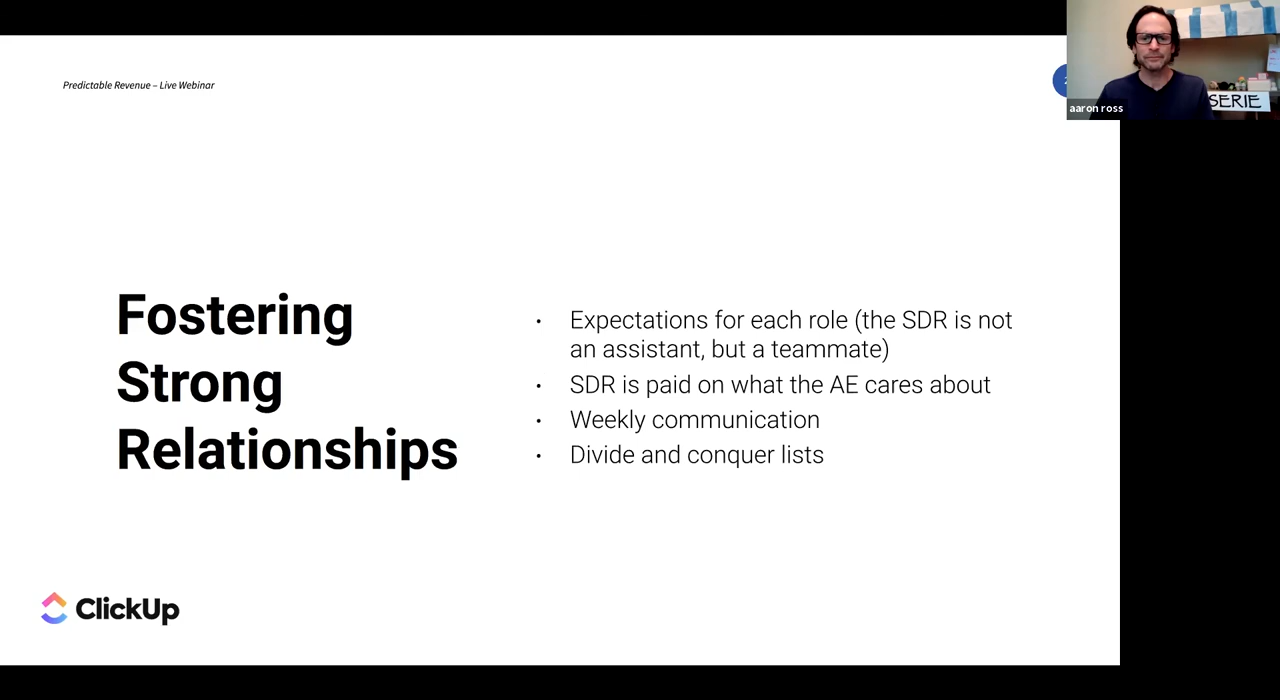 Predictable Revenue – Live Webinar
aaron ross
SERIE
Fostering
Strong
Relationships
• Expectations for each role (the SDR is not
an assistant, but a teammate)
• SDR is paid on what the AE cares about
• Weekly communication
• Divide and conquer lists
ClickUp